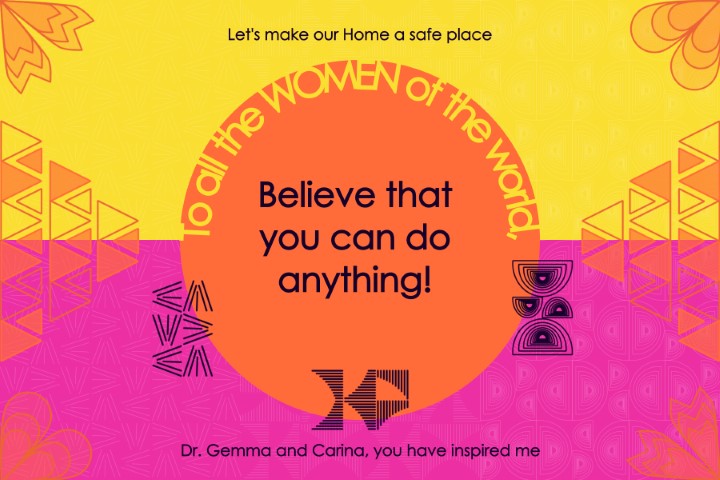 Let's make our Home a safe place
To all the WOMEN of the world,
Believe that
you can do
anything!
Dr. Gemma and Carina, you have inspired me